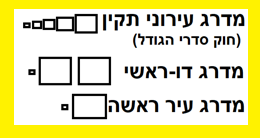 מדרג עירוני תקין
(חוק סדרי הגודל)
מדרג דו-ראשי
מדרג עיר ראשה